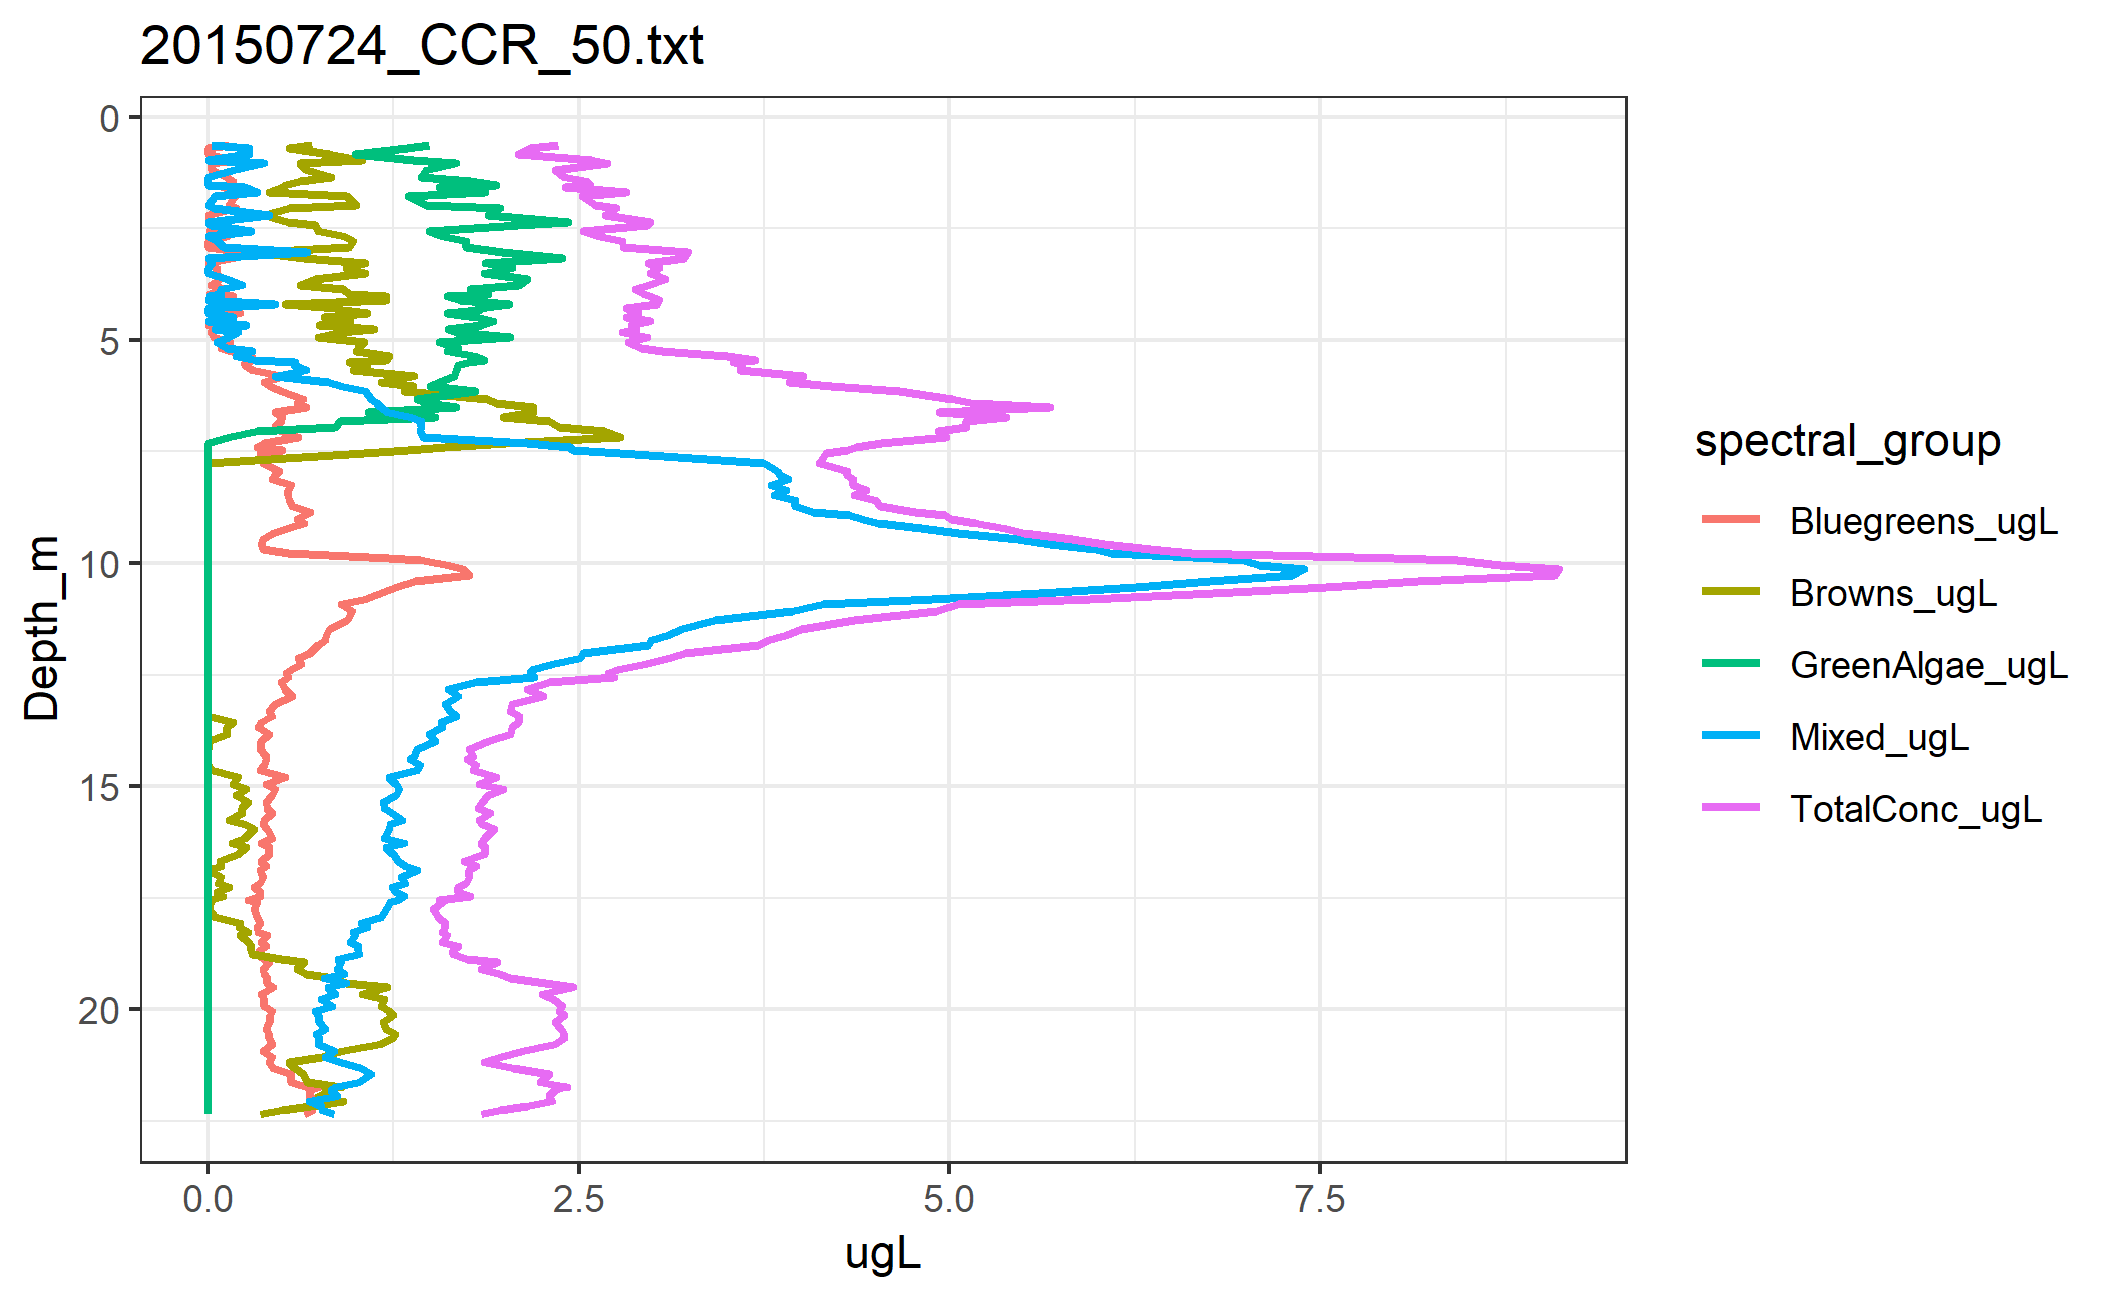 20150724_CCR_50.txt
0
5
10
15
20
Depth_m
0.0 2.5 5.0 7.5
ugL
spectral_group
Bluegreens_ugL
Browns_ugL
GreenAlgae_ugL
Mixed_ugL
TotalConc_ugL